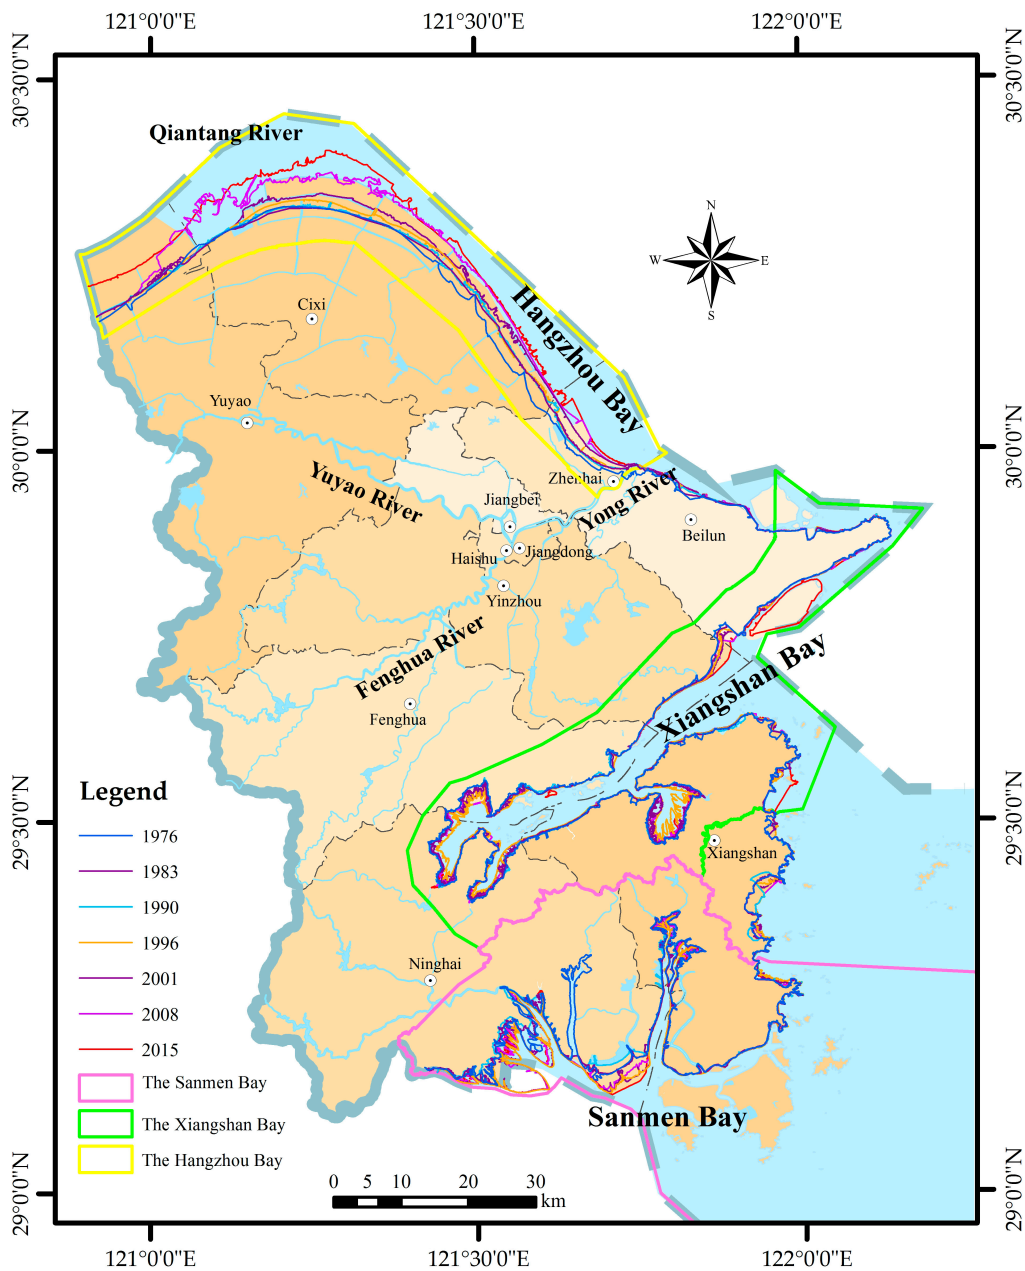 121°0'0"E
121°30'0"E
122°0'0"E
30°30'0"N
30°30'0"N
Qiantang River
N
W
E
S
Hangzhou Bay
Cixi
Yuyao
30°0'0"N
30°0'0"N
Yuyao River
Zhenhai
Yong River
Jiangbei
Beilun
Haishu
Jiangdong
Yinzhou
Fenghua River
Xiangshan Bay
Fenghua
29°30'0"N
29°30'0"N
Legend
1976
1983
1990
1996
2001
2008
2015
The Sanmen Bay
The Xiangshan Bay
The Hangzhou Bay
Xiangshan
Ninghai
Sanmen Bay
29°0'0"N
29°0'0"N
0 5 10 20 30
km
121°0'0"E
121°30'0"E
122°0'0"E